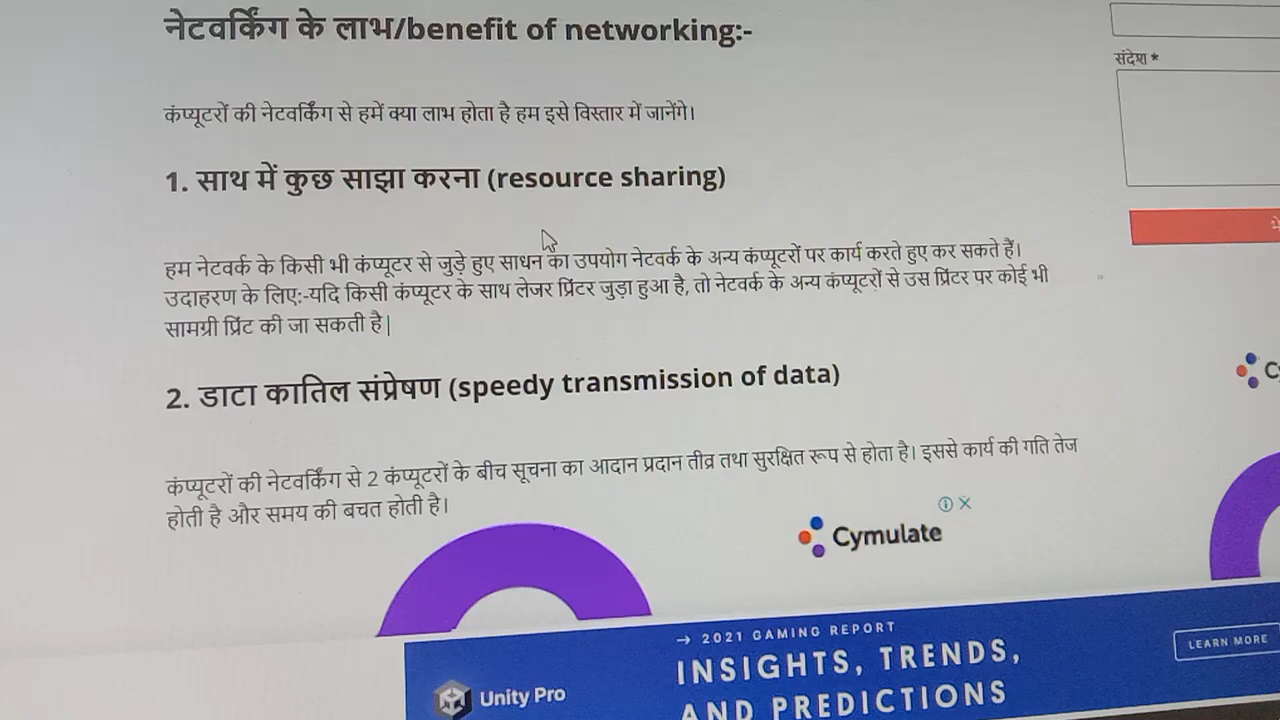 नेटवर्किंग के लाभ/benefit of networking:-
संदेश *
कंप्यूटरों की नेटवर्किंग से हमें क्या लाभ होता है हम इसे विस्तार में जानेंगे।
1. साथ में कुछ साझा करना (resource sharing)
हम नेटवर्क के किसी भी कंप्यूटर से जुड़े हुए साधन का उपयोग नेटवर्क के अन्य कंप्यूटरों पर कार्य करते हुए कर सकते हैं।
उदाहरण के लिए:-यदि किसी कंप्यूटर के साथ लेजर प्रिंटर जुड़ा हुआ है, तो नेटवर्क के अन्य कंप्यूटरों से उस प्रिंटर पर कोई भी
सामग्री प्रिंट की जा सकती है|
2. डाटा कातिल संप्रेषण (speedy transmission of data)
कंप्यूटरों की नेटवर्किंग से 2 कंप्यूटरों के बीच सूचना का आदान प्रदान तीव्र तथा सुरक्षित रूप से होता है। इससे कार्य की गति तेज
होती है और समय की बचत होती है।
Cymulate
→ 2021 GAMING REPORT
INSIGHTS, TRENDS,
AND PREDICTIONS
Unity Pro
LEARN MORE